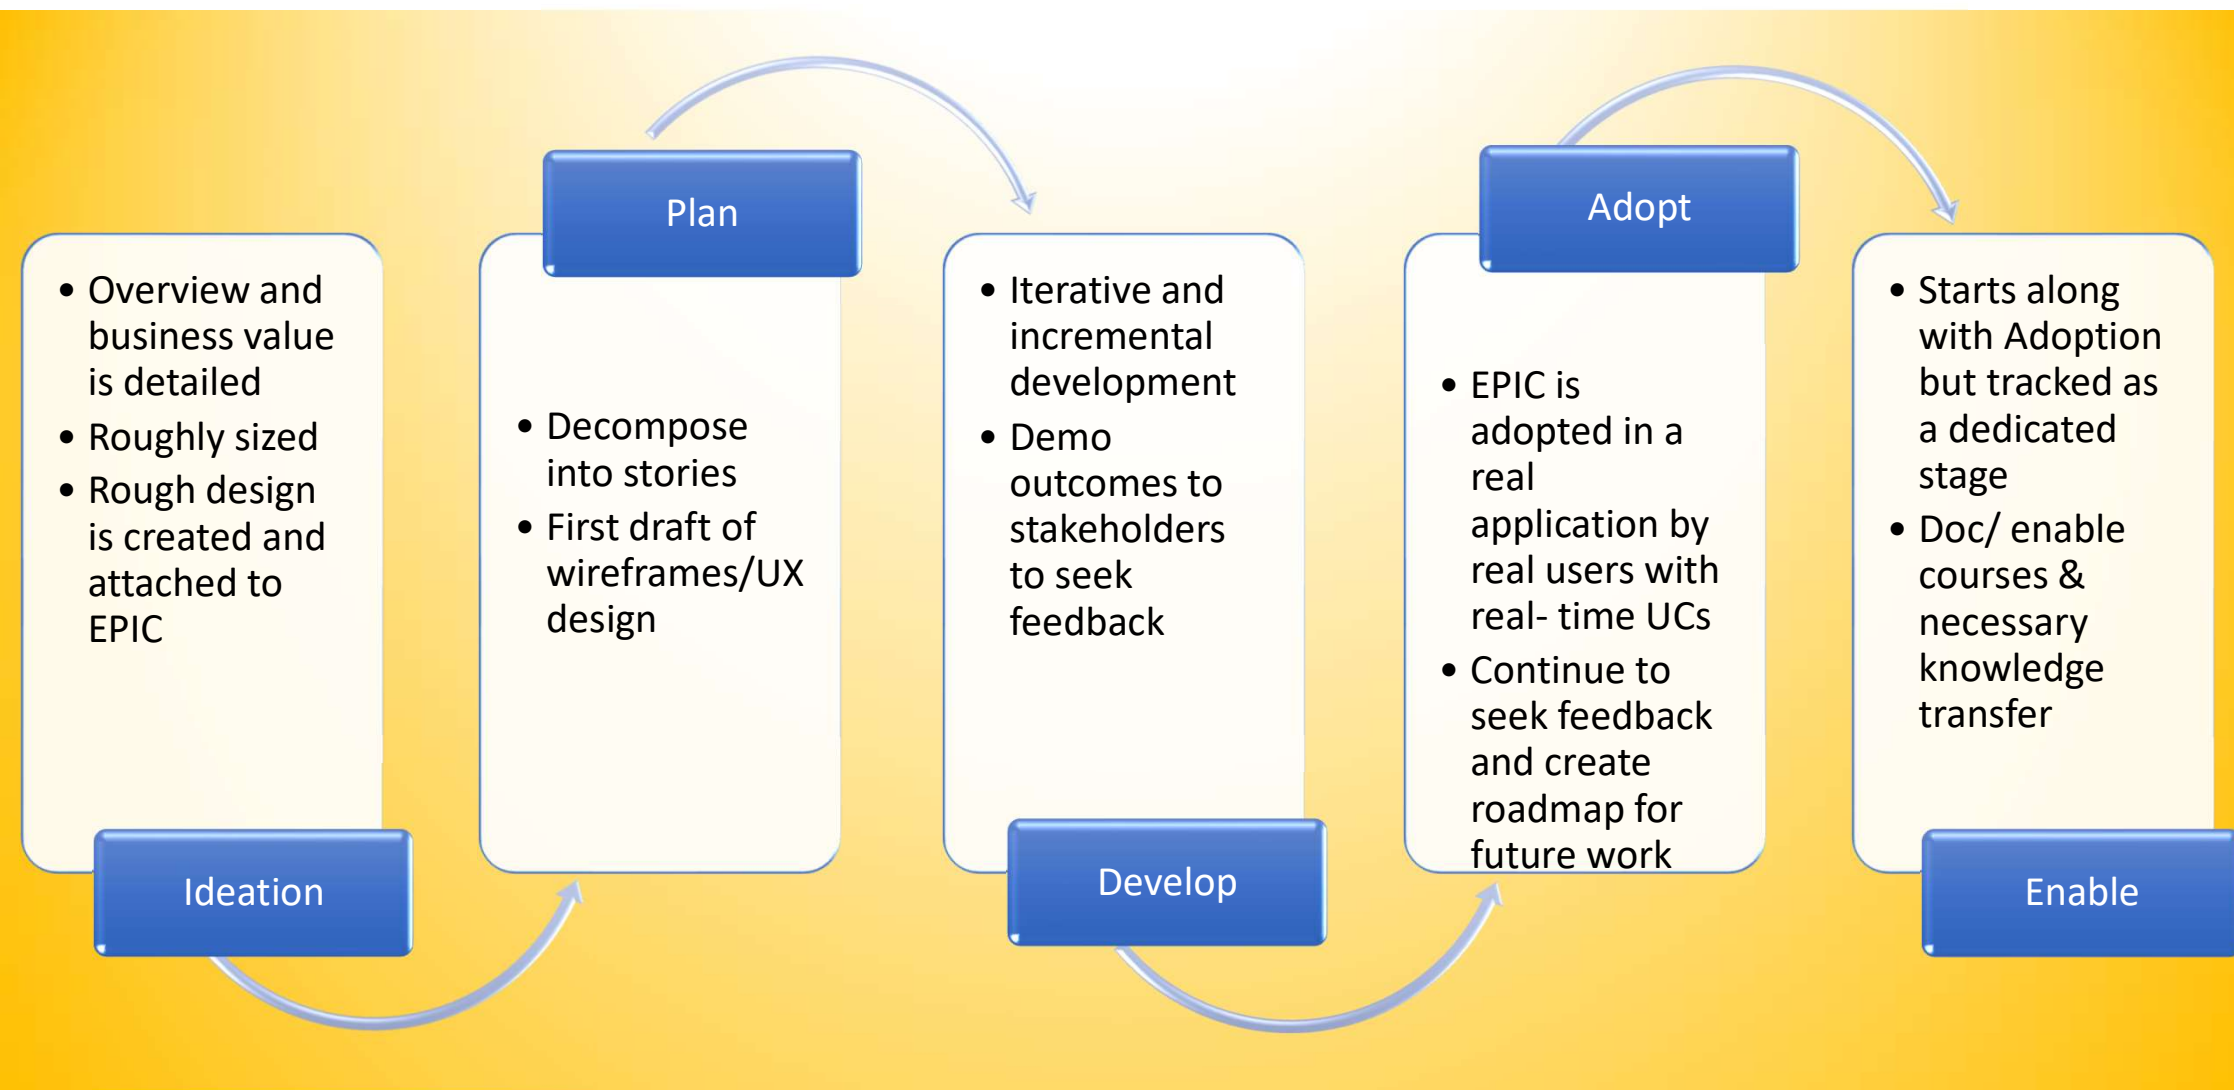 • Overview and
business value
is detailed
• Roughly sized
• Rough design
is created and
attached to
EPIC
Ideation
Plan
• Decompose
into stories
• First draft of
wireframes/UX
design
• Iterative and
incremental
development
• Demo
outcomes to
stakeholders
to seek
feedback
Develop
Adopt
• EPIC is
adopted in a
real
application by
real users with
real- time UCs
• Continue to
seek feedback
and create
roadmap for
future work
• Starts along
with Adoption
but tracked as
a dedicated
stage
• Doc/ enable
courses &
necessary
knowledge
transfer
Enable